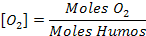 [O₂] = Moles O₂ / Moles Humos